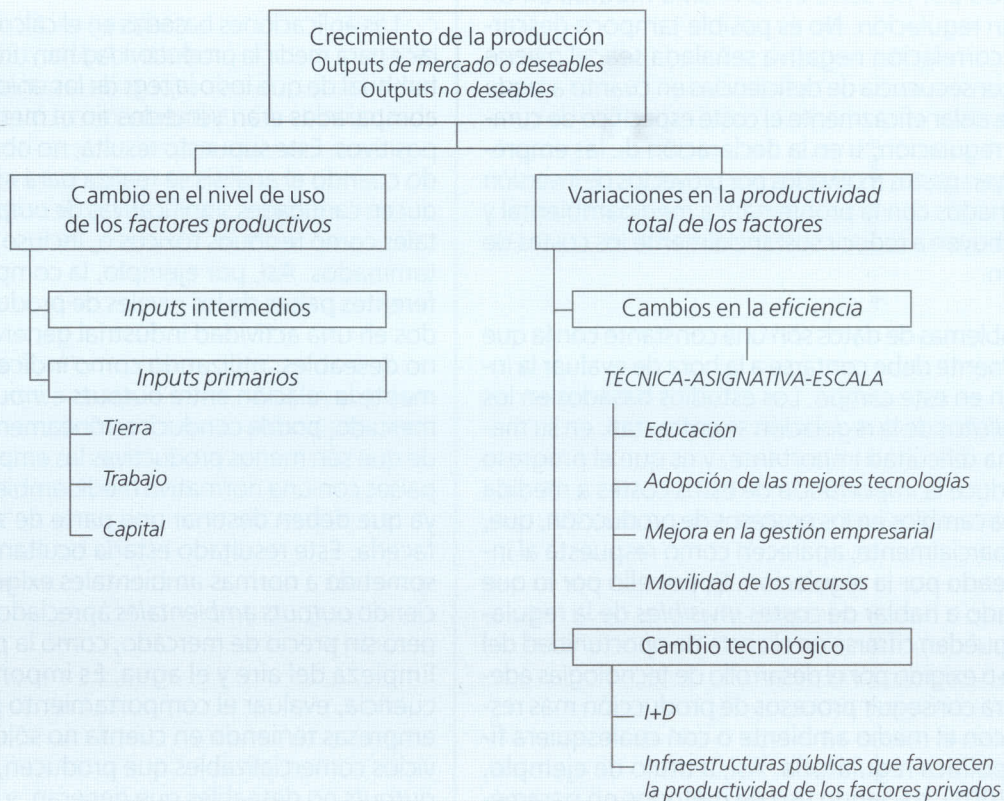 Crecimiento de la producción
Outputs de mercado o deseables
Outputs no deseables
Cambio en el nivel de uso
de los factores productivos
Inputs intermedios
Inputs primarios
Tierra
Trabajo
Capital
Variaciones en la productividad
total de los factores
Cambios en la eficiencia
TÉCNICA-ASIGNATIVA-ESCALA
Educación
Adopción de las mejores tecnologías
Mejora en la gestión empresarial
Movilidad de los recursos
Cambio tecnológico
I+D
Infraestructuras públicas que favorecen
la productividad de los factores privados